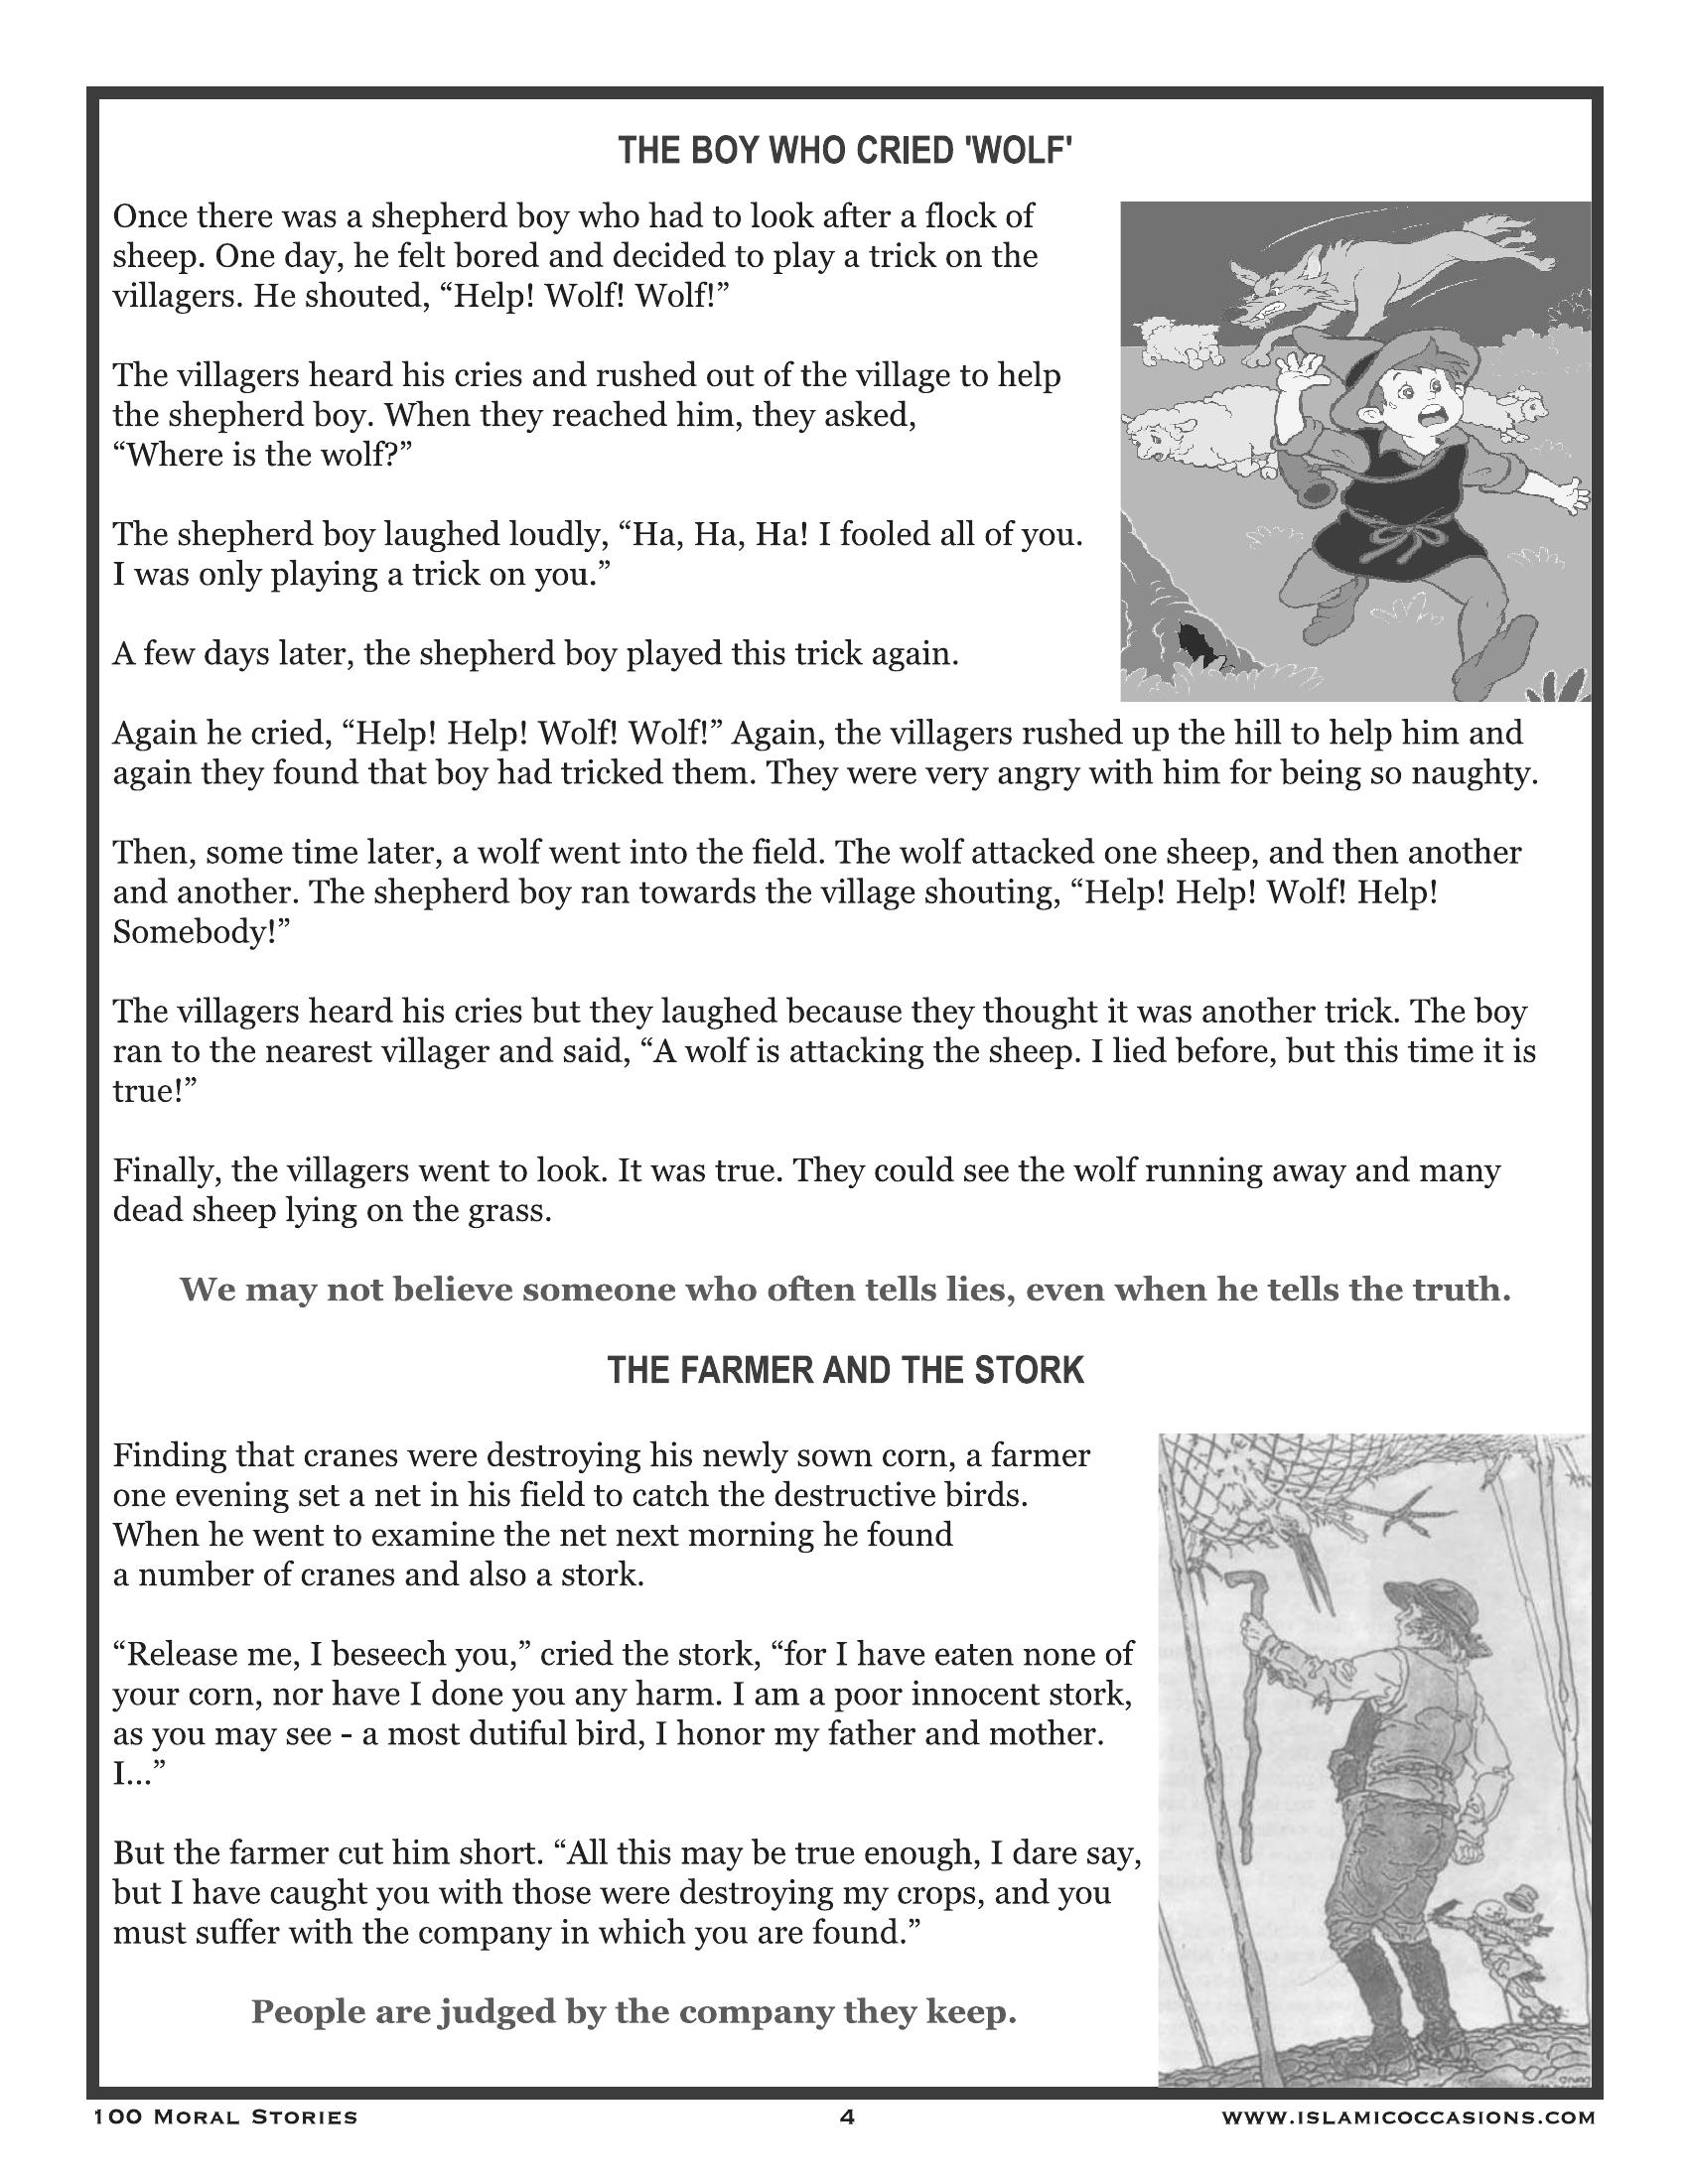 THE BOY WHO CRIED 'WOLF'
Once there was a shepherd boy who had to look after a flock of
sheep. One day, he felt bored and decided to play a trick on the
villagers. He shouted, “Help! Wolf! Wolf!”
The villagers heard his cries and rushed out of the village to help
the shepherd boy. When they reached him, they asked,
“Where is the wolf?”
The shepherd boy laughed loudly, “Ha, Ha, Ha! I fooled all of you.
I was only playing a trick on you.”
A few days later, the shepherd boy played this trick again.
Again he cried, “Help! Help! Wolf! Wolf!” Again, the villagers rushed up the hill to help him and
again they found that boy had tricked them. They were very angry with him for being so naughty.
Then, some time later, a wolf went into the field. The wolf attacked one sheep, and then another
and another. The shepherd boy ran towards the village shouting, “Help! Help! Wolf! Help!
Somebody!”
The villagers heard his cries but they laughed because they thought it was another trick. The boy
ran to the nearest villager and said, “A wolf is attacking the sheep. I lied before, but this time it is
true!”
Finally, the villagers went to look. It was true. They could see the wolf running away and many
dead sheep lying on the grass.
We may not believe someone who often tells lies, even when he tells the truth.
THE FARMER AND THE STORK
Finding that cranes were destroying his newly sown corn, a farmer
one evening set a net in his field to catch the destructive birds.
When he went to examine the net next morning he found
a number of cranes and also a stork.
“Release me, I beseech you,” cried the stork, “for I have eaten none of
your corn, nor have I done you any harm. I am a poor innocent stork,
as you may see - a most dutiful bird, I honor my father and mother.
I...”
But the farmer cut him short. “All this may be true enough, I dare say,
but I have caught you with those were destroying my crops, and you
must suffer with the company in which you are found.”
People are judged by the company they keep.
100 MORAL STORIES
4
WWW.ISLAMICOCCASIONS.COM